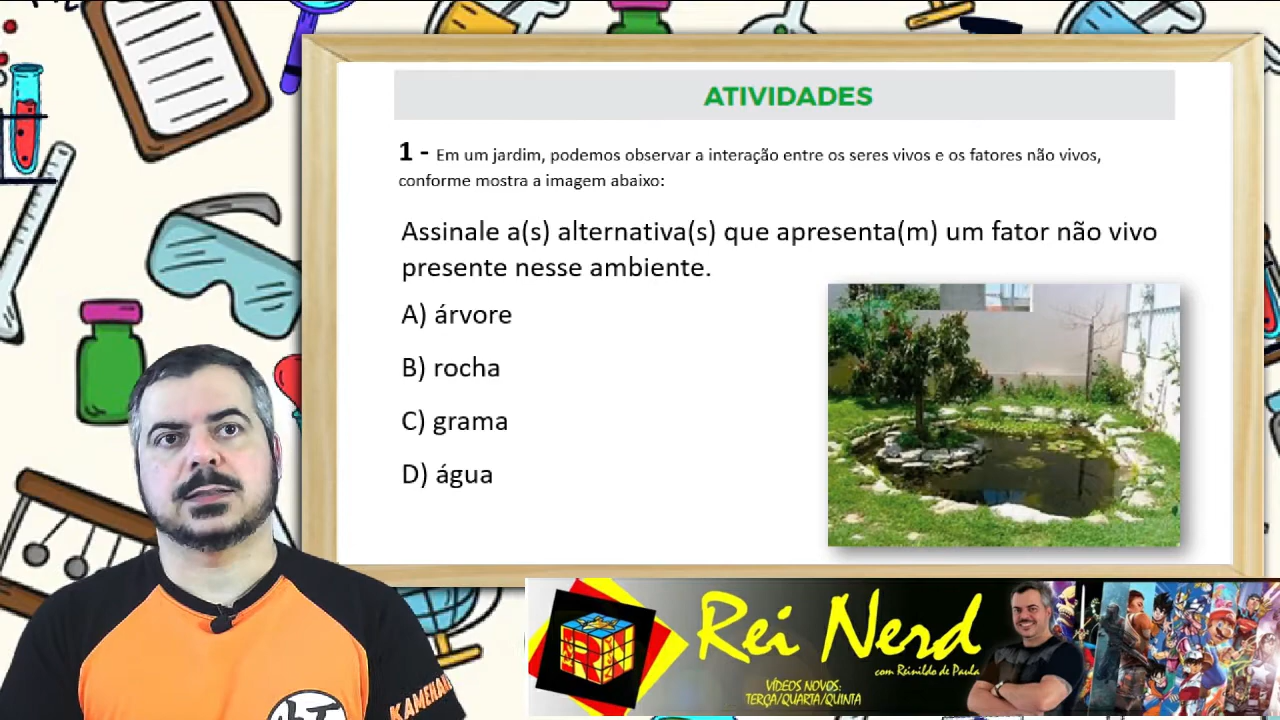 ATIVIDADES
1 - Em um jardim, podemos observar a interação entre os seres vivos e os fatores não vivos,
conforme mostra a imagem abaixo:
Assinale a(s) alternativa(s) que apresenta(m) um fator não vivo
presente nesse ambiente.
A) árvore
B) rocha
C) grama
D) água
Rei Nerd
com Reinildo de Paula
VÍDEOS NOVOS:
TERÇA/QUARTA/QUINTA